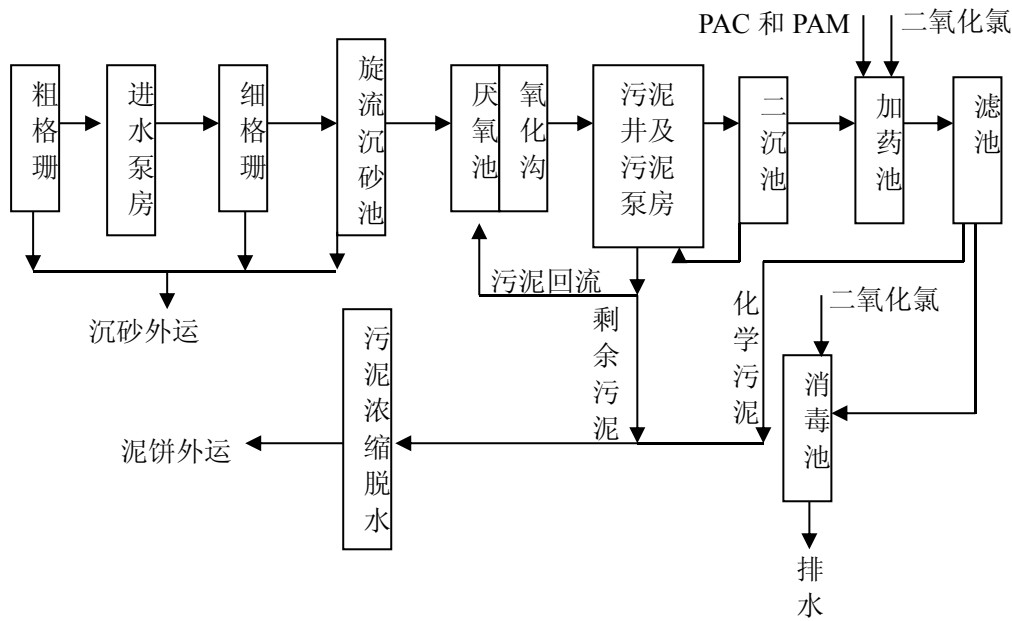 PAC 和 PAM
二氧化氯
粗格珊
进水泵房
细格珊
旋流沉砂池
厌氧池
氧化沟
污泥
井及
污泥
泵房
二沉池
加药池
滤池
污泥回流
沉砂外运
剩余污泥
化学污泥
二氧化氯
污泥浓缩脱水
消毒池
泥饼外运
排水